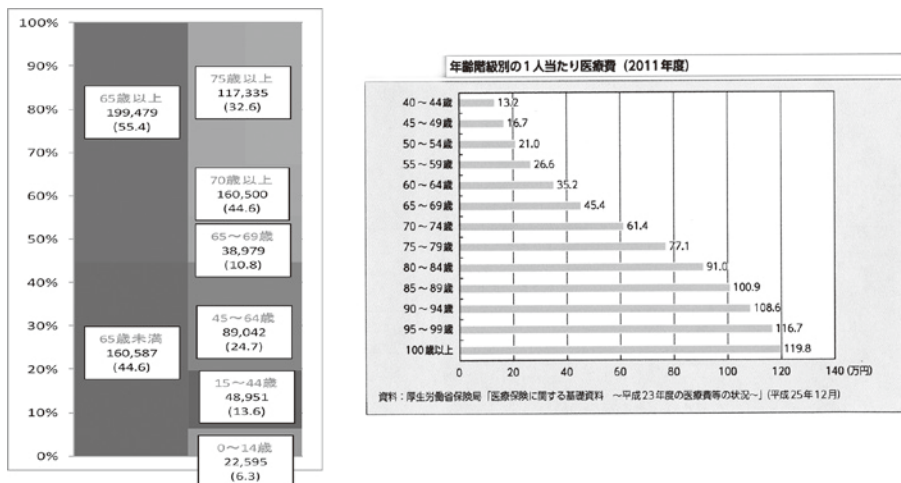 100%
90%
80%
70%
60%
50%
40%
30%
20%
10%
0%
65歳以上
199,479
(55.4)
65歳未満
160,587
(44.6)
75歳以上
117,335
(32.6)
70歳以上
160,500
(44.6)
65～69歳
38,979
(10.8)
45～64歳
89,042
(24.7)
15～44歳
48,951
(13.6)
0～14歳
22,595
(6.3)
年齢階級別の1人当たり医療費(2011年度)
40～44歳 13.2
45～49歳 16.7
50～54歳 21.0
55～59歳 26.6
60～64歳 35.2
65～69歳 45.4
70～74歳 61.4
75～79歳 77.1
80～84歳 91.0
85～89歳 100.9
90～94歳 108.6
95～99歳 116.7
100歳以上 119.8
0 20 40 60 80 100 120 140 (万円)
資料:厚生労働省保険局「医療保険に関する基礎資料 ～平成23年度の医療費等の状況～」(平成25年12月)